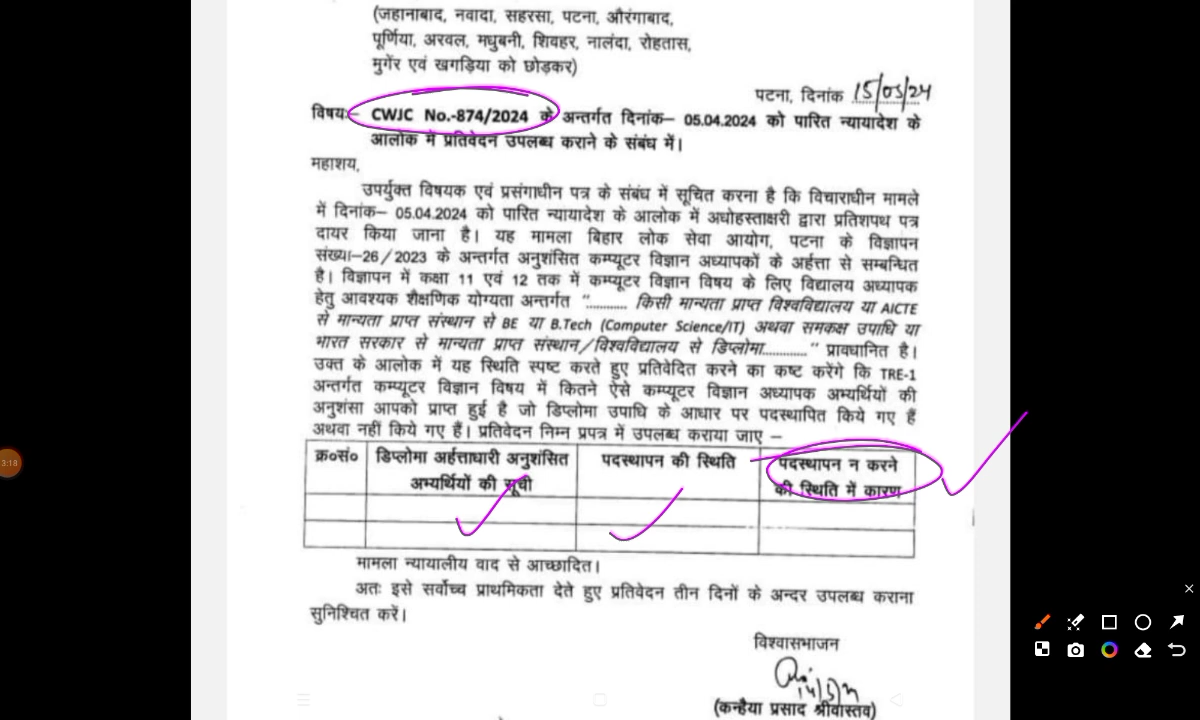 (जहानाबाद, नवादा, सहरसा, पटना, औरंगाबाद,
पूर्णिया, अरवल, मधुबनी, शिवहर, नालंदा, रोहतास,
मुगेंर एवं खगड़िया को छोड़कर)
पटना, दिनांक 15/05/24
विषय:- CWJC No.-874/2024 के अन्तर्गत दिनांक– 05.04.2024 को पारित न्यायादेश के
आलोक में प्रतिवेदन उपलब्ध कराने के संबंध में।
महाशय,
उपर्युक्त विषयक एवं प्रसंगाधीन पत्र के संबंध में सूचित करना है कि विचाराधीन मामले
में दिनांक– 05.04.2024 को पारित न्यायादेश के आलोक में अधोहस्ताक्षरी द्वारा प्रतिशपथ पत्र
दायर किया जाना है। यह मामला बिहार लोक सेवा आयोग, पटना के विज्ञापन
संख्या–26/2023 के अन्तर्गत अनुशंसित कम्प्यूटर विज्ञान अध्यापकों के अर्हत्ता से सम्बन्धित
है। विज्ञापन में कक्षा 11 एवं 12 तक में कम्प्यूटर विज्ञान विषय के लिए विद्यालय अध्यापक
हेतु आवश्यक शैक्षणिक योग्यता अन्तर्गत “........... किसी मान्यता प्राप्त विश्वविद्यालय या AICTE
से मान्यता प्राप्त संस्थान से BE या B.Tech (Computer Science/IT) अथवा समकक्ष उपाधि या
भारत सरकार से मान्यता प्राप्त संस्थान/विश्वविद्यालय से डिप्लोमा............ ” प्रावधानित है।
उक्त के आलोक में यह स्थिति स्पष्ट करते हुए प्रतिवेदित करने का कष्ट करेंगे कि TRE-1
अन्तर्गत कम्प्यूटर विज्ञान विषय में कितने ऐसे कम्प्यूटर विज्ञान अध्यापक अभ्यर्थियों की
अनुशंसा आपको प्राप्त हुई है जो डिप्लोमा उपाधि के आधार पर पदस्थापित किये गए हैं
अथवा नहीं किये गए हैं। प्रतिवेदन निम्न प्रपत्र में उपलब्ध कराया जाए –
क्र०सं० डिप्लोमा अर्हत्ताधारी अनुशंसित पदस्थापन की स्थिति पदस्थापन न करने
अभ्यर्थियों की सूची की स्थिति में कारण
मामला न्यायालीय वाद से आच्छादित।
अतः इसे सर्वोच्च प्राथमिकता देते हुए प्रतिवेदन तीन दिनों के अन्दर उपलब्ध कराना
सुनिश्चित करें।
विश्वासभाजन
(कन्हैया प्रसाद श्रीवास्तव)
3:18